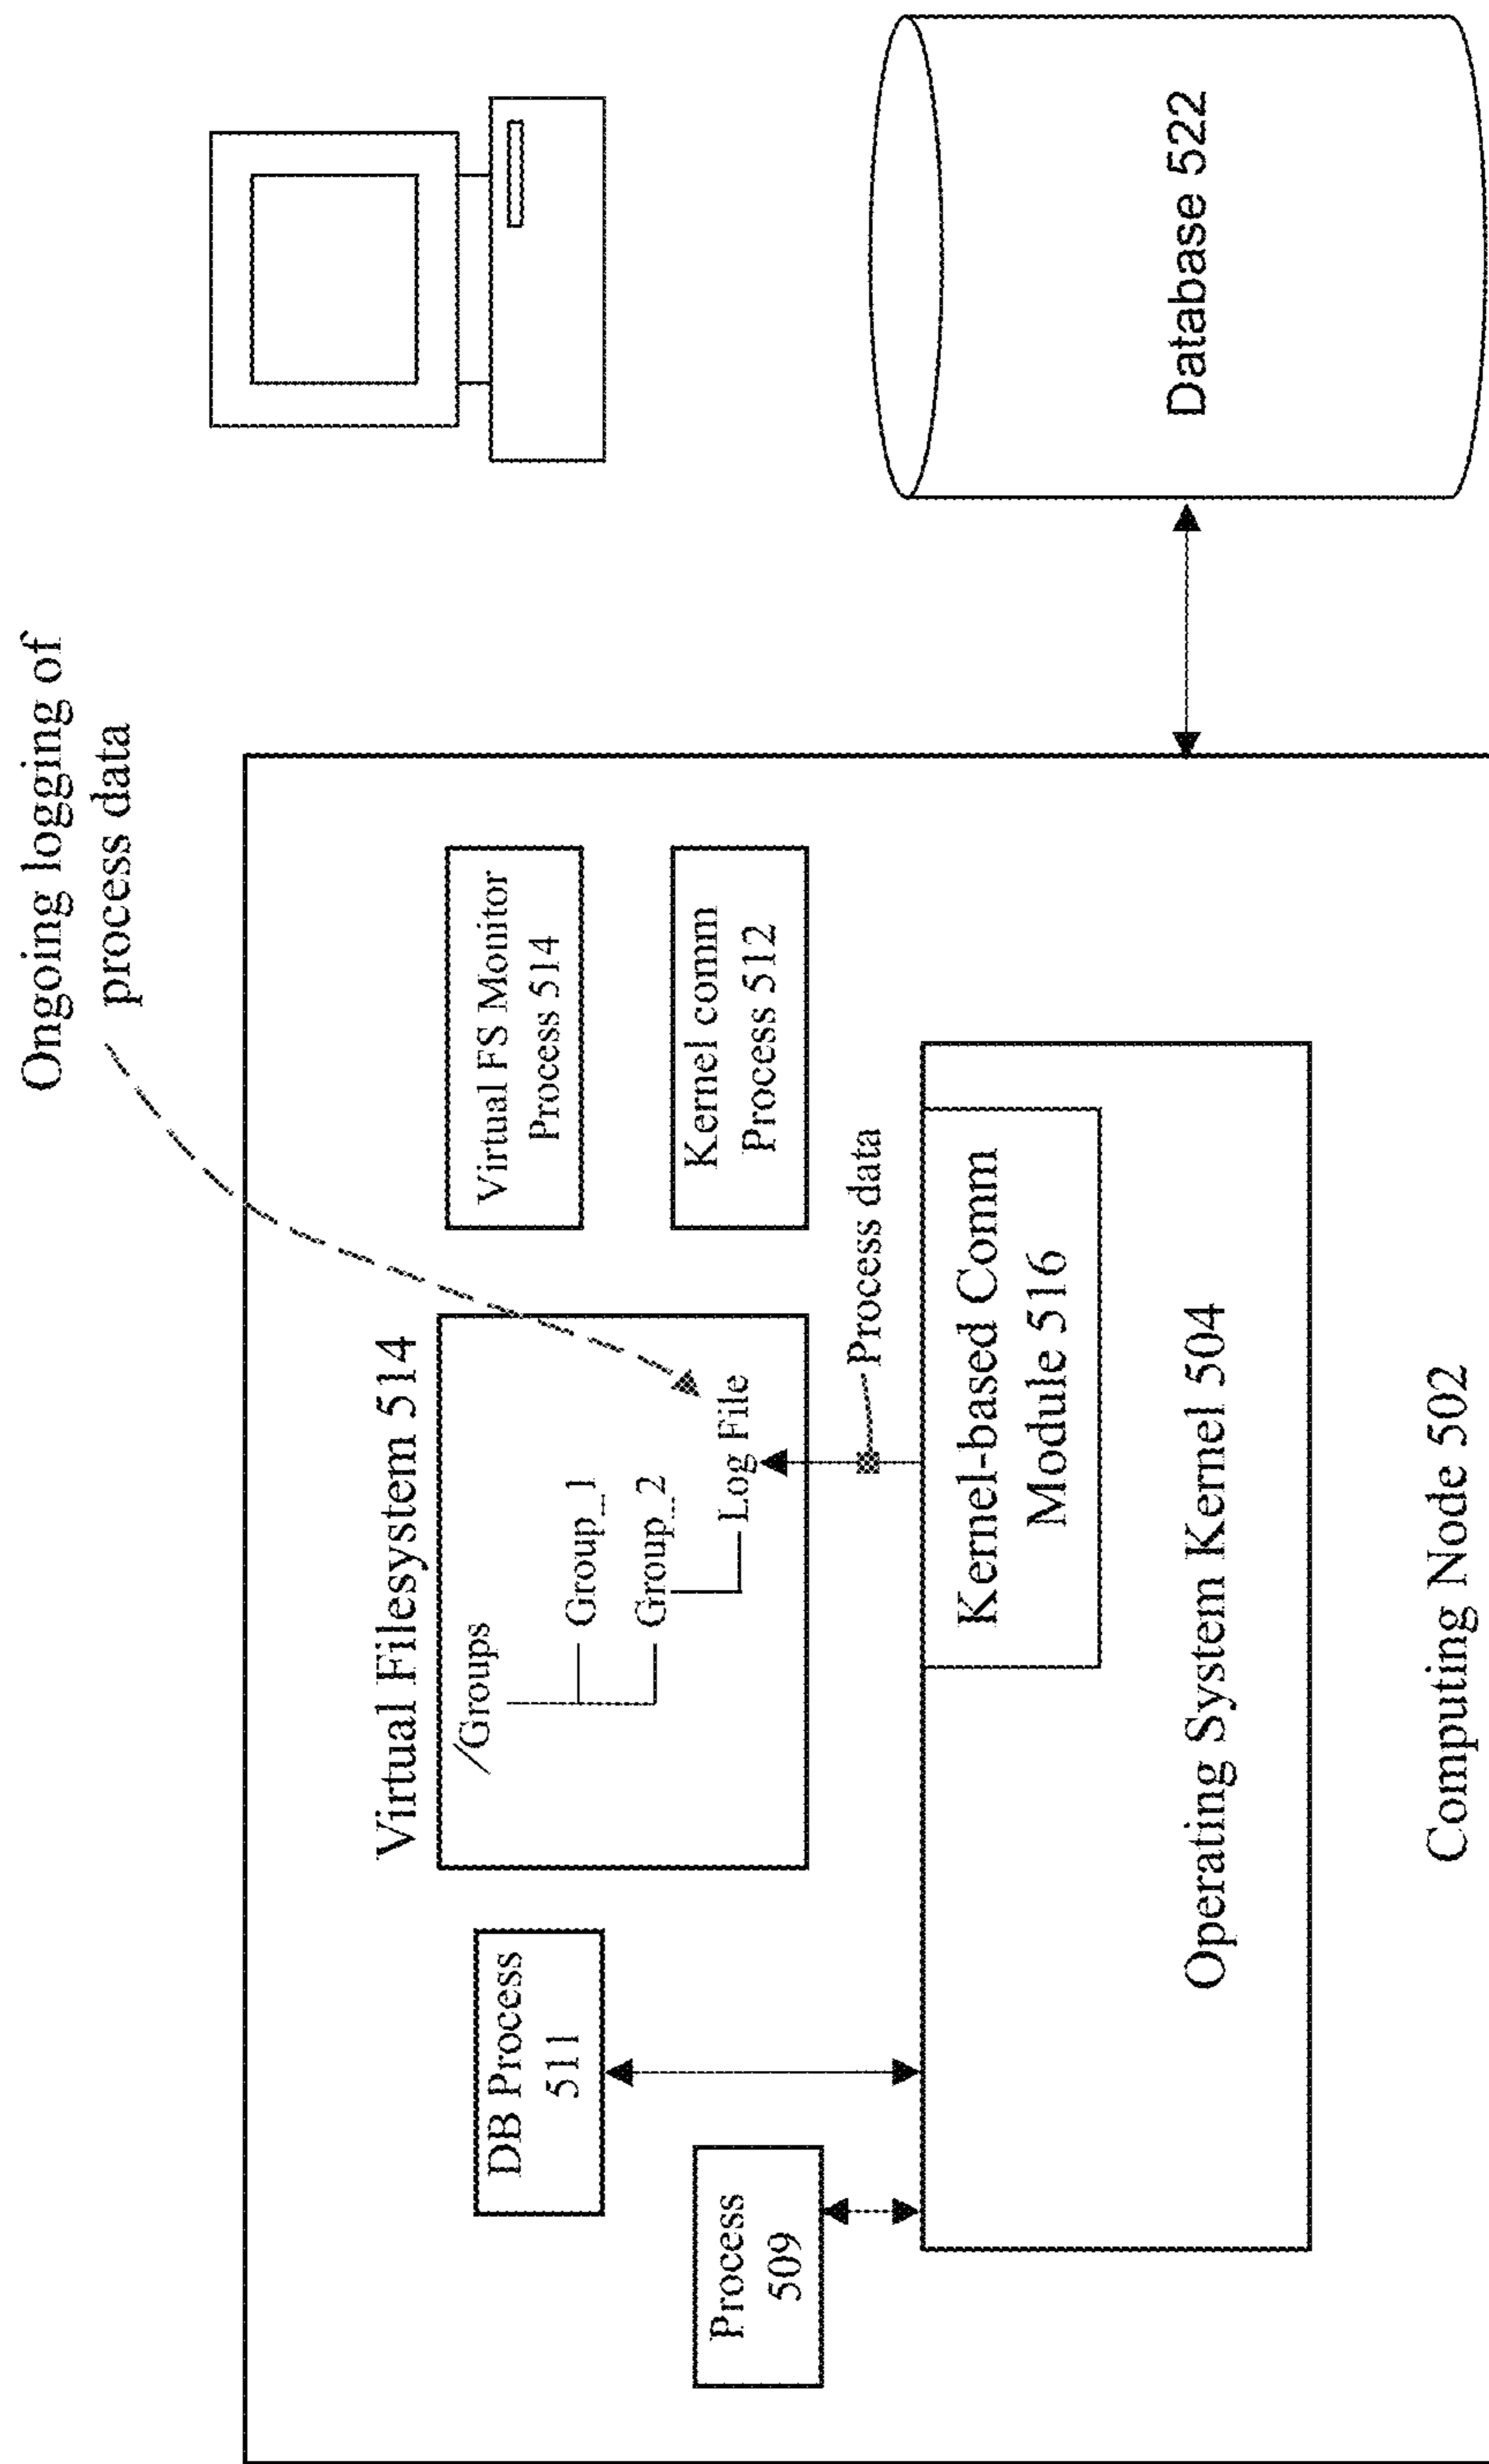 Ongoing logging of
process data
Virtual Filesystem 514
/Groups
Group_1
Group_2
Log File
DB Process
511
Process
509
Virtual FS Monitor
Process 514
Kernel comm
Process 512
Process data
Kernel-based Comm
Module 516
Operating System Kernel 504
Computing Node 502
Database 522